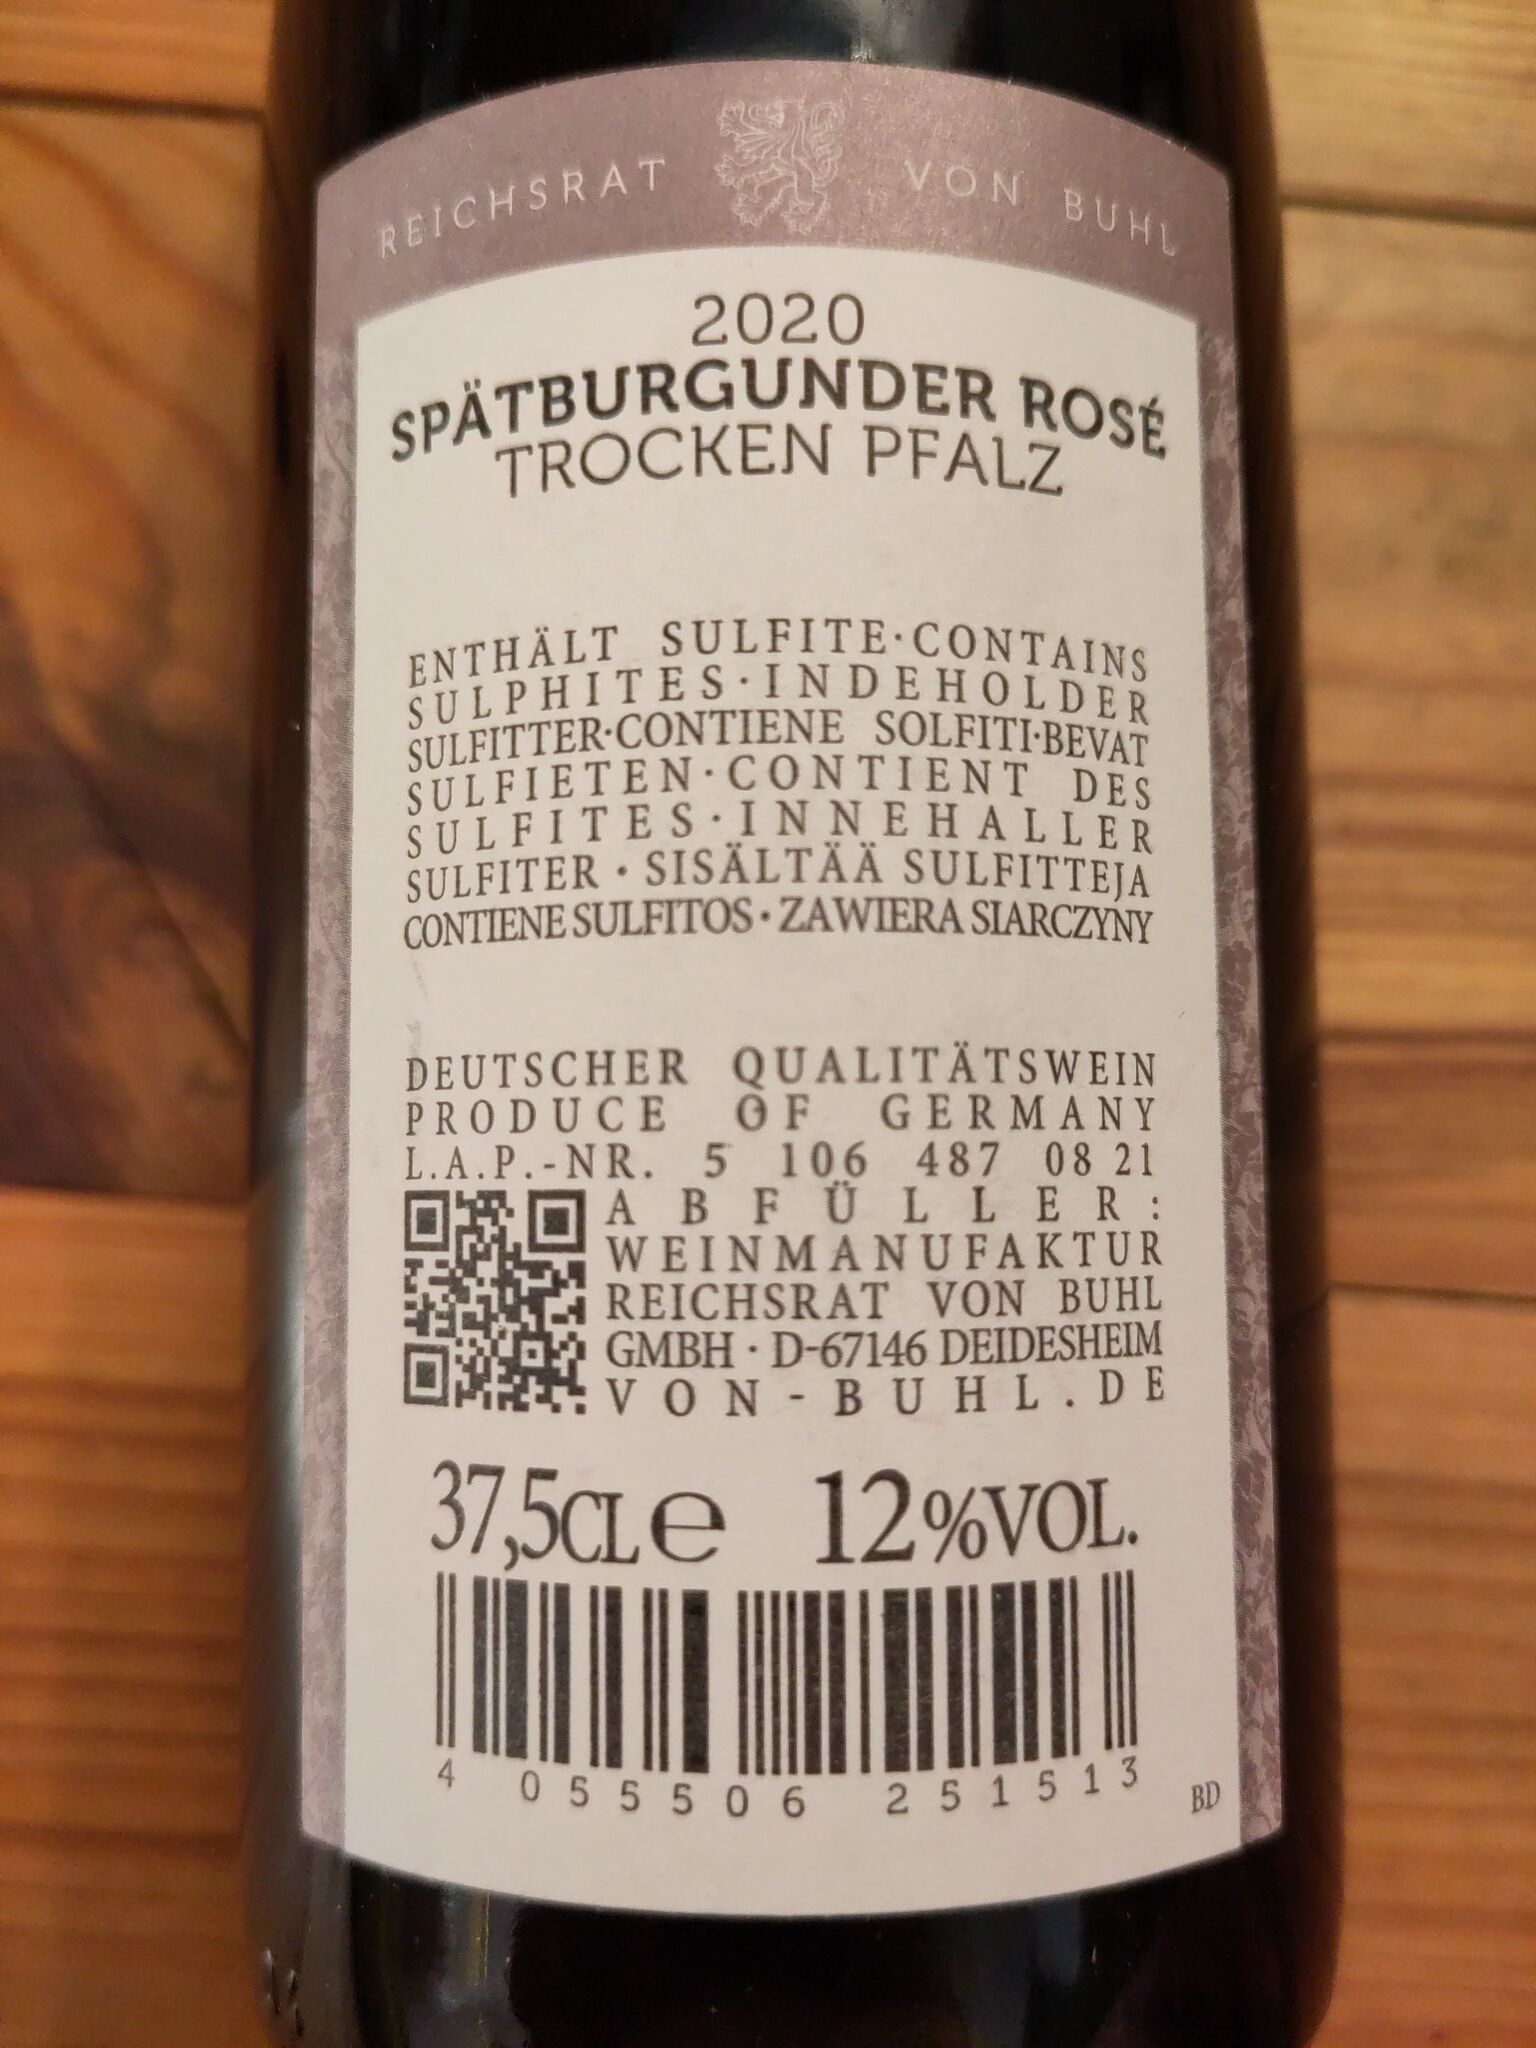 REICHSRAT VON BUHL
2020
SPÄTBURGUNDER ROSÉ
TROCKEN PFALZ
ENTHÄLT SULFITE·CONTAINS
SULPHITES·INDEHOLDER
SULFITTER·CONTIENE SOLFITI·BEVAT
SULFIETEN·CONTIENT DES
SULFITES·INNEHALLER
SULFITER · SISÄLTÄÄ SULFITTEJA
CONTIENE SULFITOS · ZAWIERA SIARCZYNY
DEUTSCHER QUALITÄTSWEIN
PRODUCE OF GERMANY
L.A.P.-NR. 5 106 487 08 21
ABFÜLLER:
WEINMANUFAKTUR
REICHSRAT VON BUHL
GMBH · D-67146 DEIDESHEIM
VON-BUHL.DE
37,5CL e 12%VOL.
4 055506 251513
BD